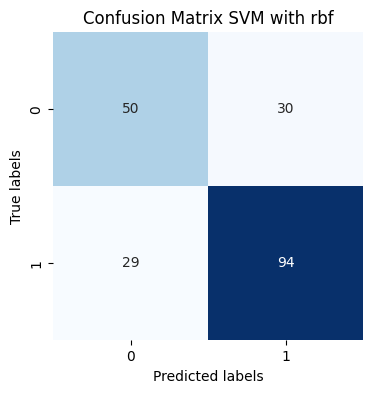 Confusion Matrix SVM with rbf
True labels
0
50
30
1
29
94
0
1
Predicted labels